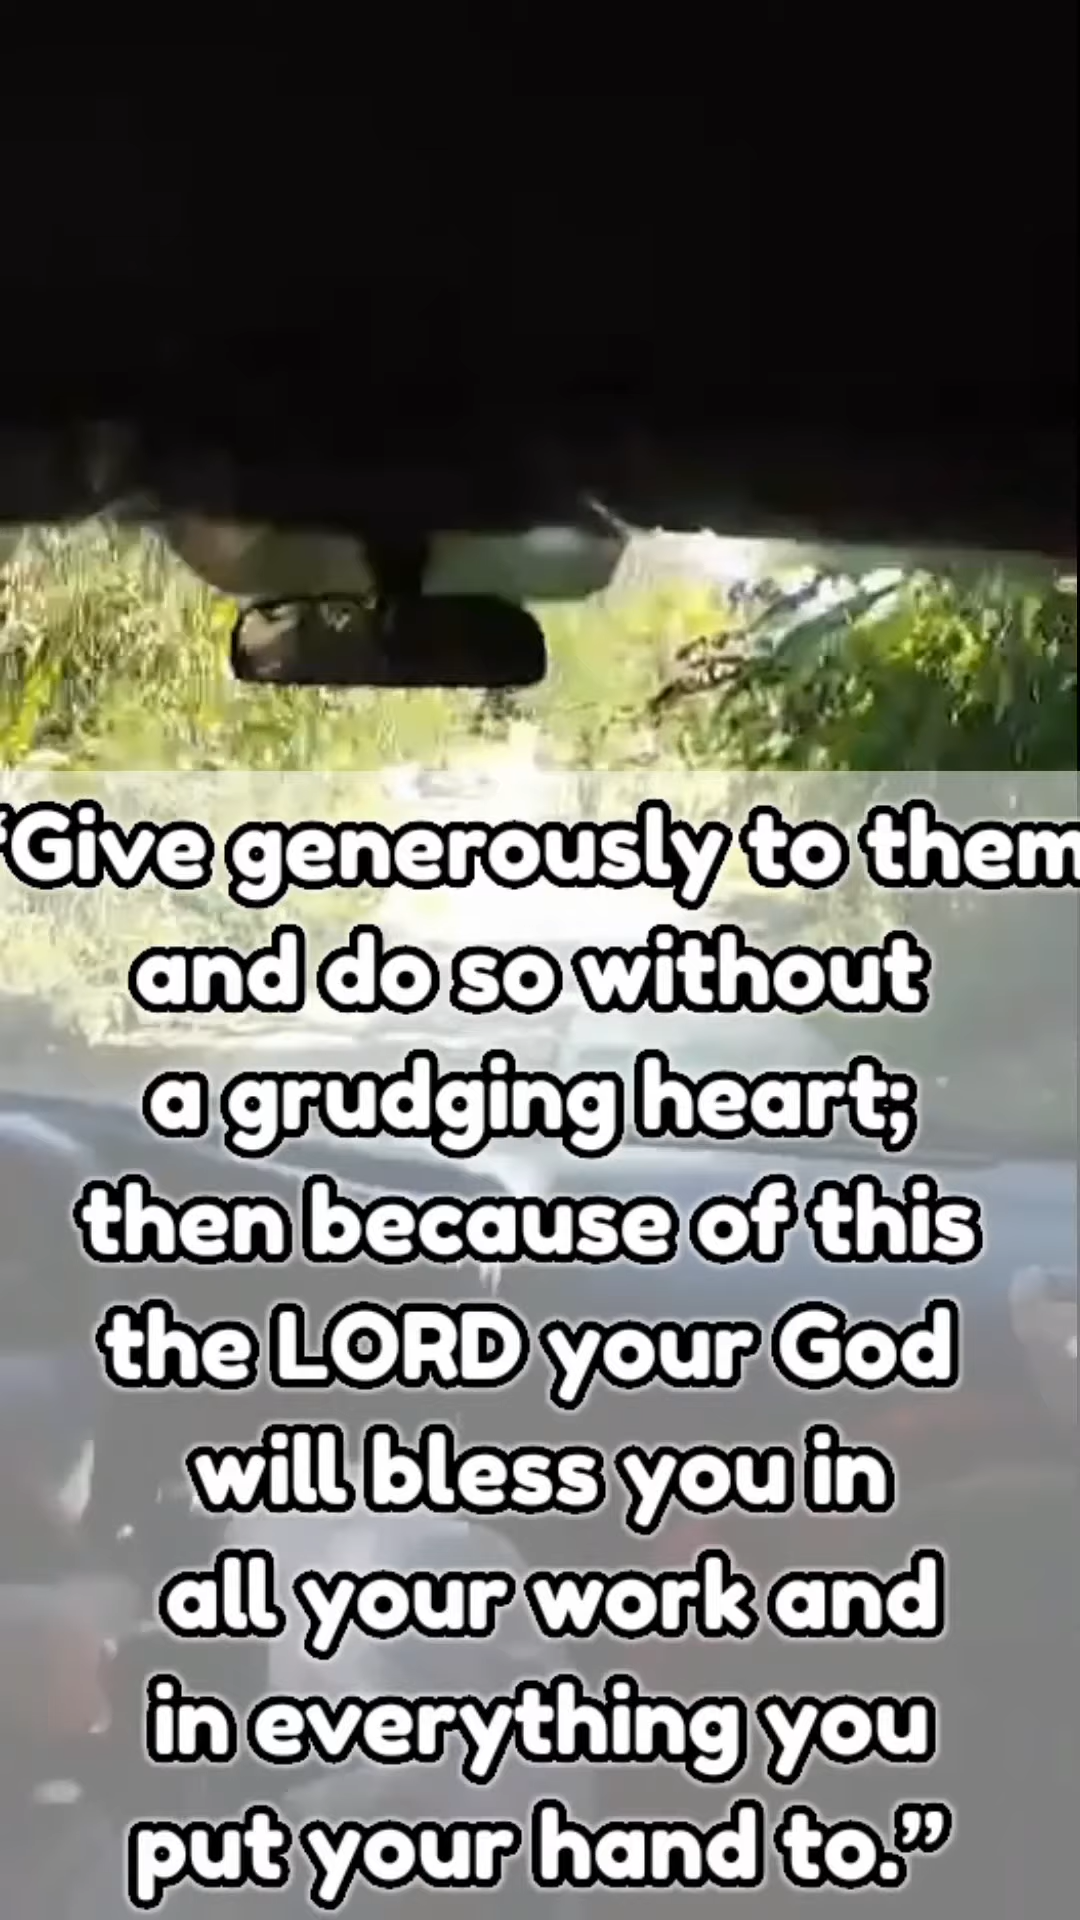 “Give generously to them
and do so without
a grudging heart;
then because of this
the LORD your God
will bless you in
all your work and
in everything you
put your hand to.”